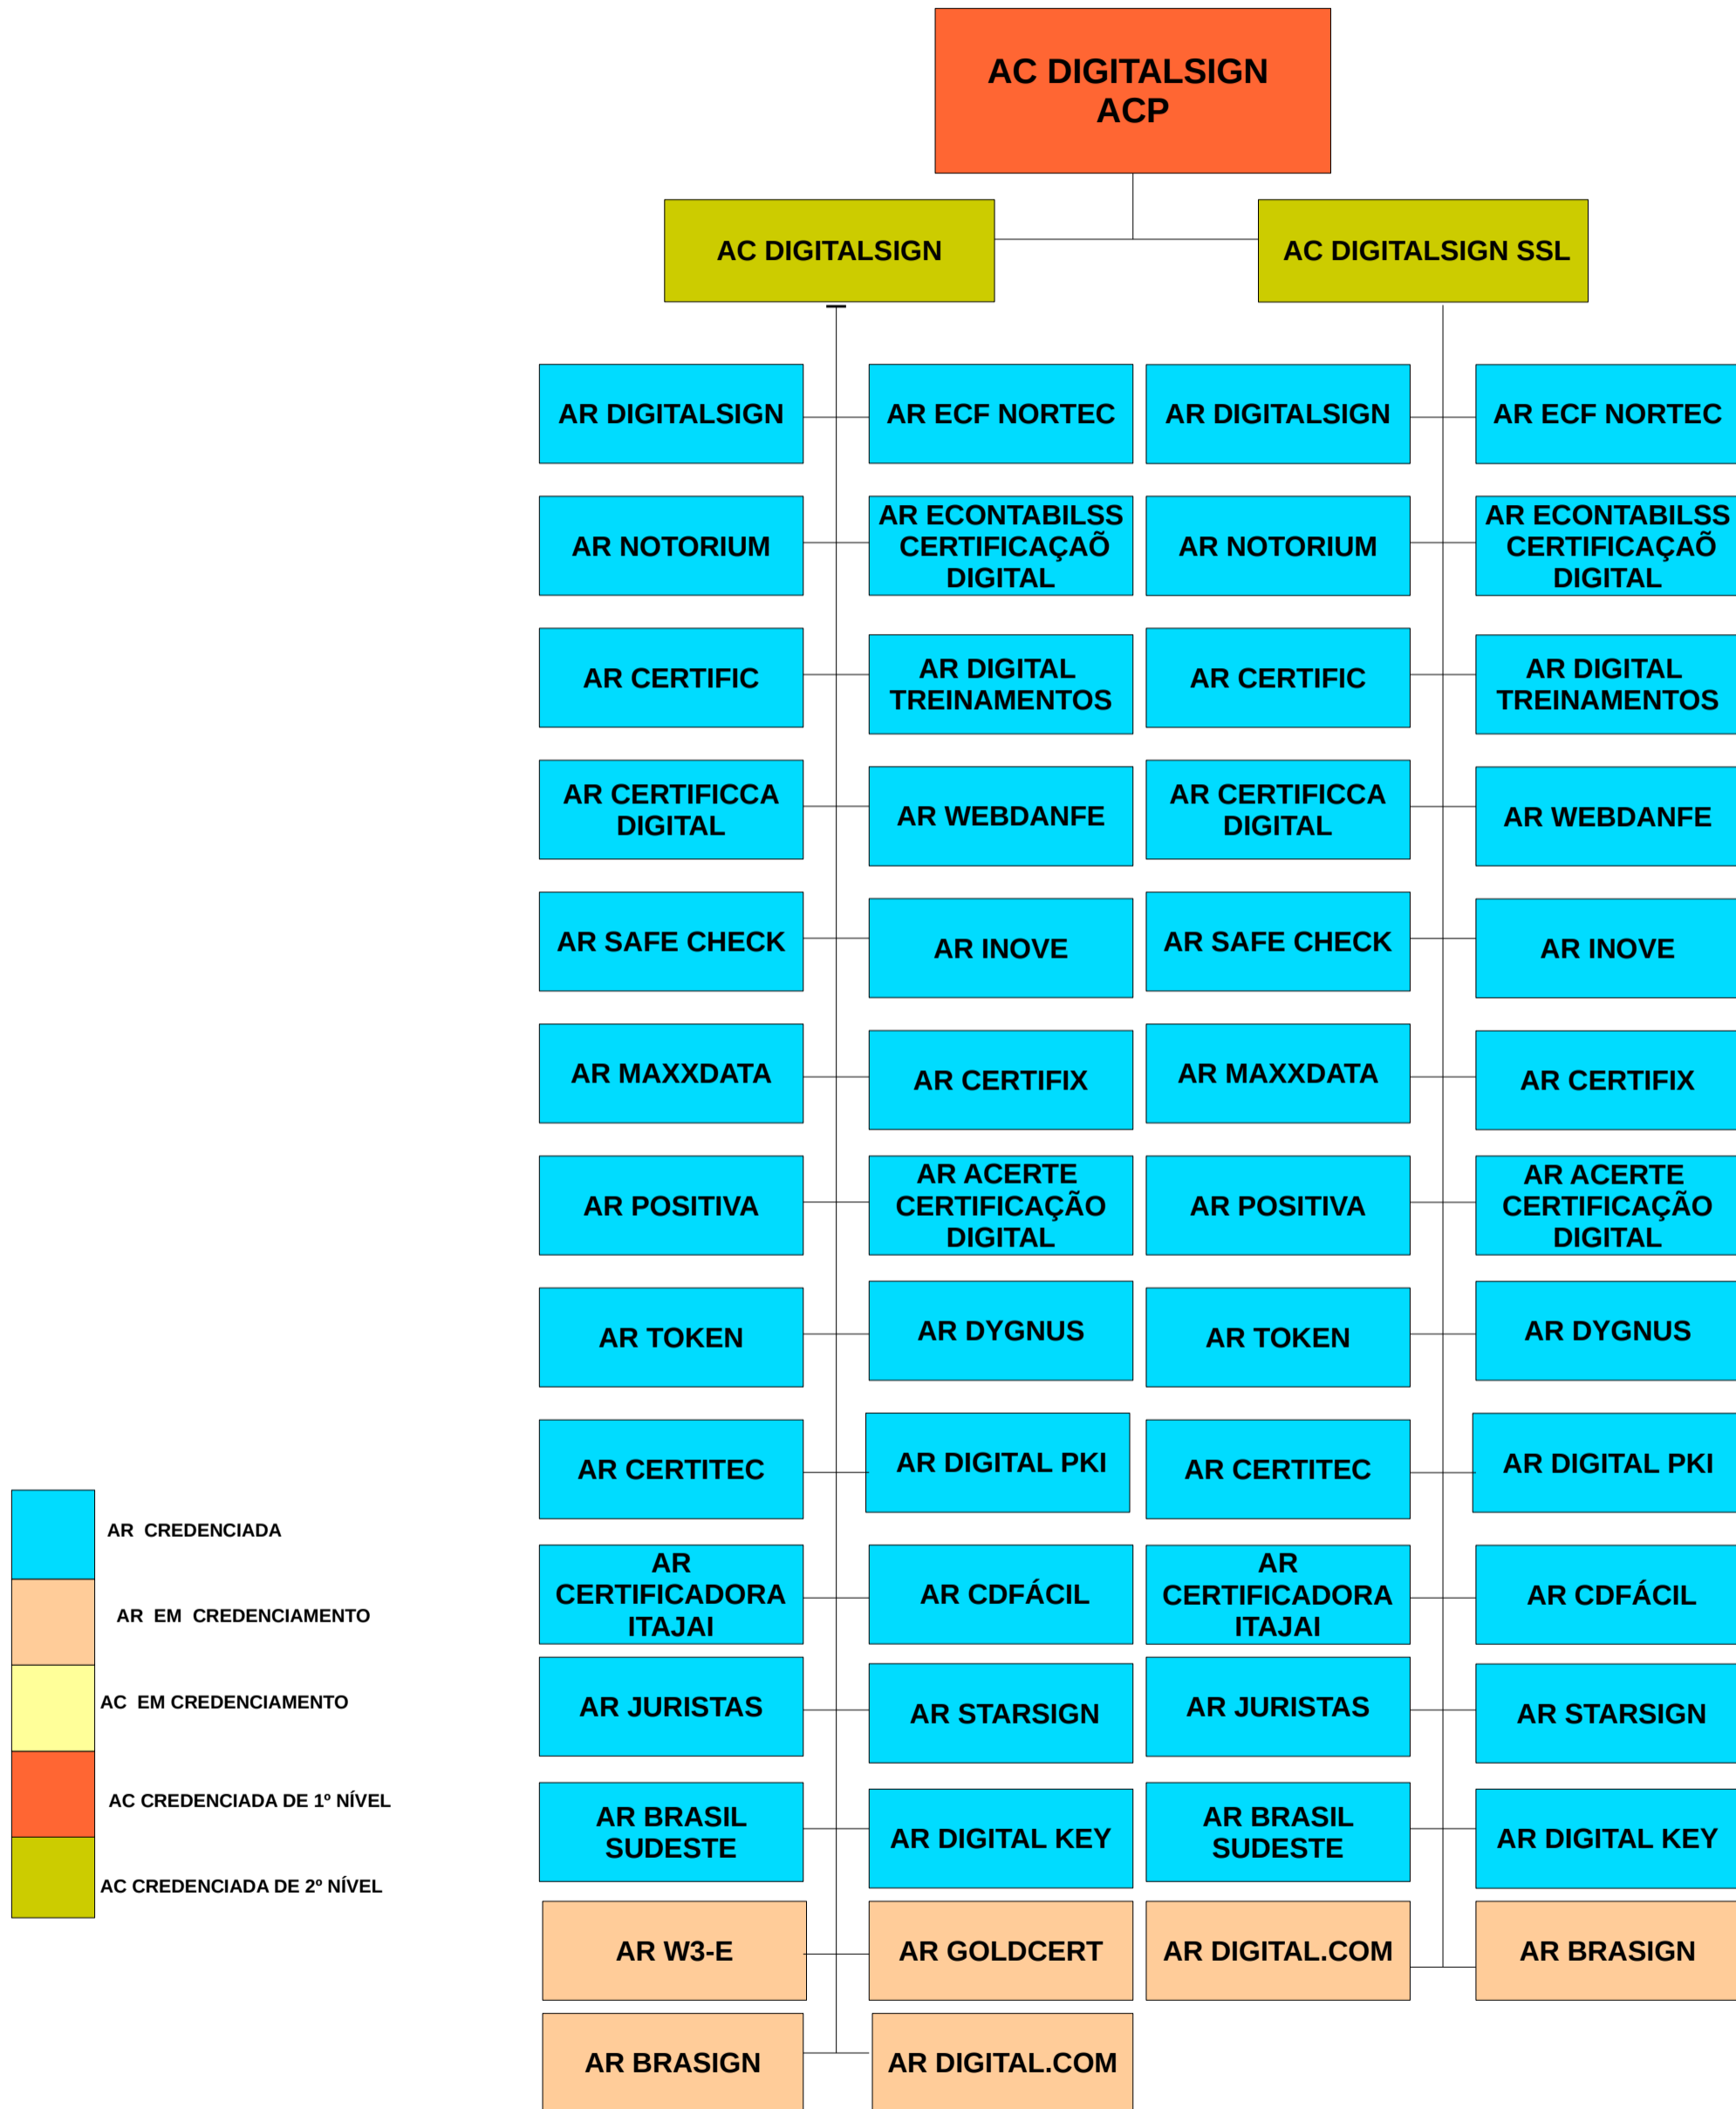 AC DIGITALSIGN
ACP
AC DIGITALSIGN
AC DIGITALSIGN SSL
AR DIGITALSIGN
AR ECF NORTEC
AR DIGITALSIGN
AR ECF NORTEC
AR NOTORIUM
AR ECONTABILSS
CERTIFICAÇAÕ
DIGITAL
AR NOTORIUM
AR ECONTABILSS
CERTIFICAÇAÕ
DIGITAL
AR CERTIFIC
AR DIGITAL
TREINAMENTOS
AR CERTIFIC
AR DIGITAL
TREINAMENTOS
AR CERTIFICCA
DIGITAL
AR WEBDANFE
AR CERTIFICCA
DIGITAL
AR WEBDANFE
AR SAFE CHECK
AR INOVE
AR SAFE CHECK
AR INOVE
AR MAXXDATA
AR CERTIFIX
AR MAXXDATA
AR CERTIFIX
AR POSITIVA
AR ACERTE
CERTIFICAÇÃO
DIGITAL
AR POSITIVA
AR ACERTE
CERTIFICAÇÃO
DIGITAL
AR TOKEN
AR DYGNUS
AR TOKEN
AR DYGNUS
AR CERTITEC
AR DIGITAL PKI
AR CERTITEC
AR DIGITAL PKI
AR
CERTIFICADORA
ITAJAI
AR CDFÁCIL
AR
CERTIFICADORA
ITAJAI
AR CDFÁCIL
AR JURISTAS
AR STARSIGN
AR JURISTAS
AR STARSIGN
AR BRASIL
SUDESTE
AR DIGITAL KEY
AR BRASIL
SUDESTE
AR DIGITAL KEY
AR W3-E
AR GOLDCERT
AR DIGITAL.COM
AR BRASIGN
AR BRASIGN
AR DIGITAL.COM
AR CREDENCIADA
AR EM CREDENCIAMENTO
AC EM CREDENCIAMENTO
AC CREDENCIADA DE 1º NÍVEL
AC CREDENCIADA DE 2º NÍVEL